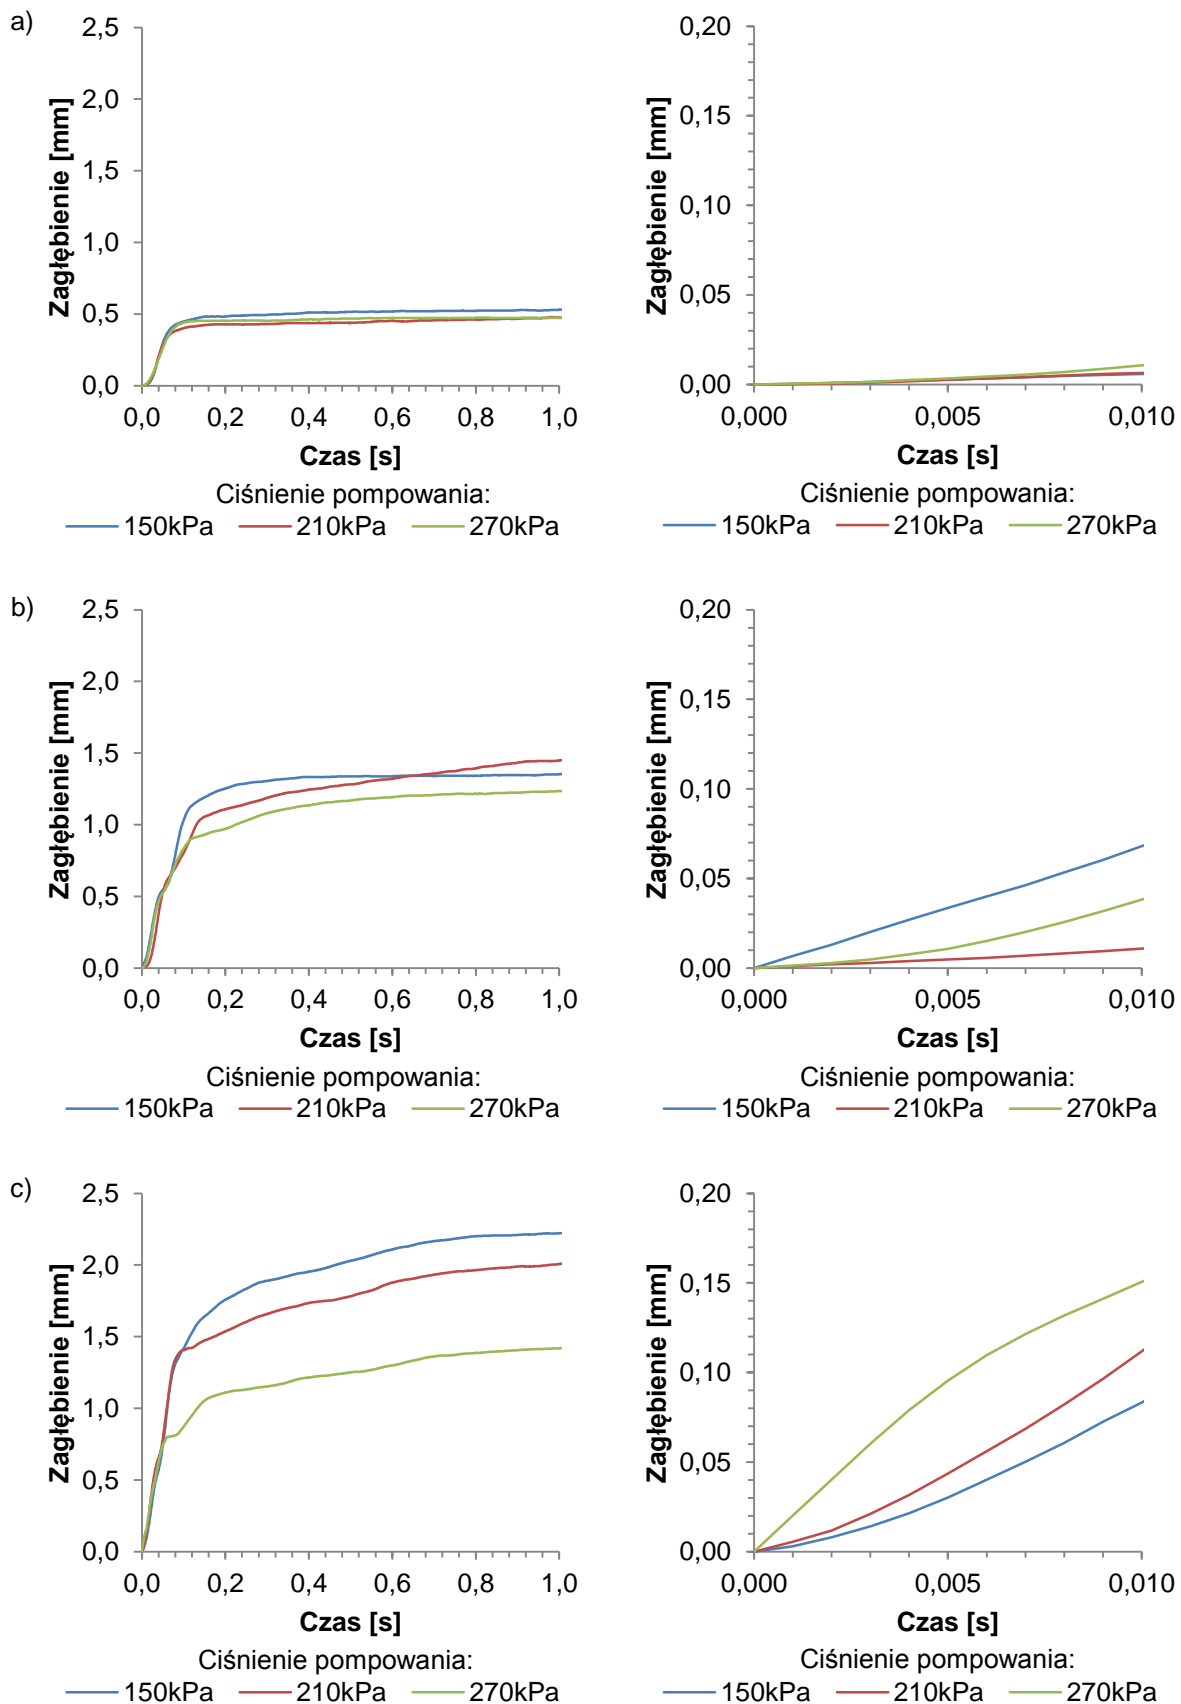 a)
Zagłębienie [mm]
2,5
2,0
1,5
1,0
0,5
0,0
0,0 0,2 0,4 0,6 0,8 1,0
Czas [s]
Ciśnienie pompowania:
150kPa 210kPa 270kPa
Zagłębienie [mm]
0,20
0,15
0,10
0,05
0,00
0,000 0,005 0,010
Czas [s]
Ciśnienie pompowania:
150kPa 210kPa 270kPa
b)
Zagłębienie [mm]
2,5
2,0
1,5
1,0
0,5
0,0
0,0 0,2 0,4 0,6 0,8 1,0
Czas [s]
Ciśnienie pompowania:
150kPa 210kPa 270kPa
Zagłębienie [mm]
0,20
0,15
0,10
0,05
0,00
0,000 0,005 0,010
Czas [s]
Ciśnienie pompowania:
150kPa 210kPa 270kPa
c)
Zagłębienie [mm]
2,5
2,0
1,5
1,0
0,5
0,0
0,0 0,2 0,4 0,6 0,8 1,0
Czas [s]
Ciśnienie pompowania:
150kPa 210kPa 270kPa
Zagłębienie [mm]
0,20
0,15
0,10
0,05
0,00
0,000 0,005 0,010
Czas [s]
Ciśnienie pompowania:
150kPa 210kPa 270kPa